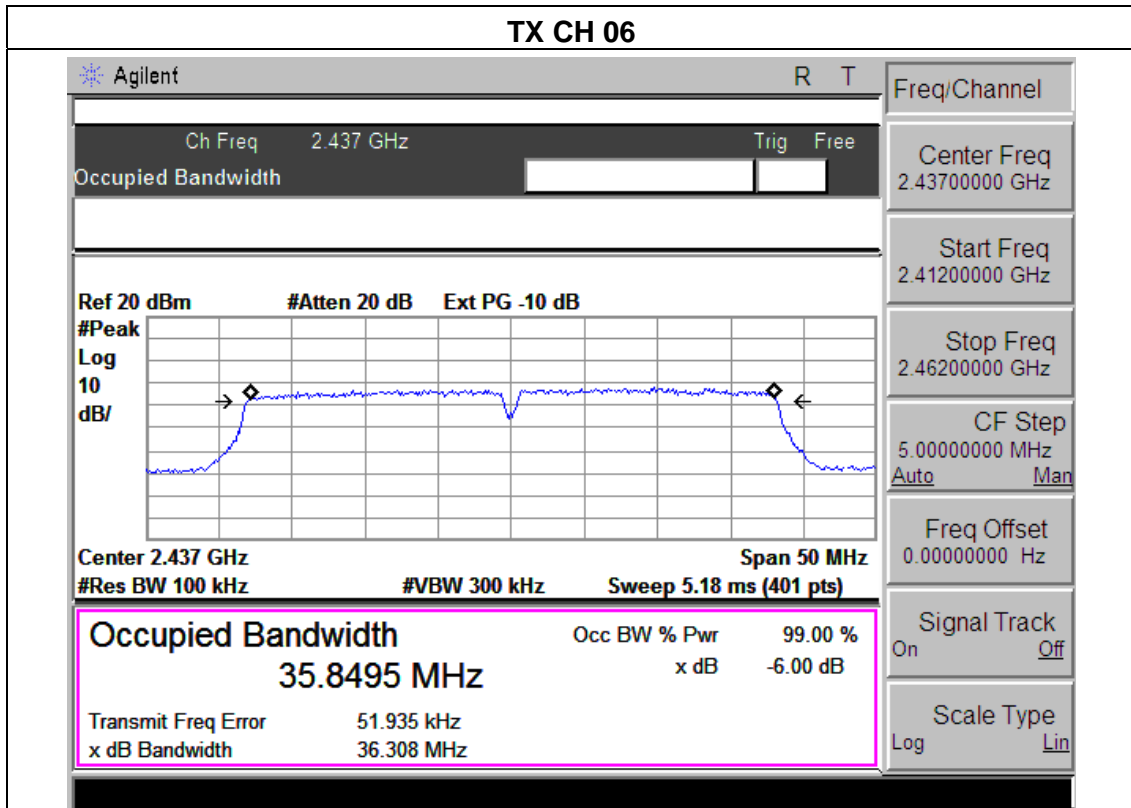 TX CH 06
Agilent R T
Ch Freq 2.437 GHz Trig Free
Occupied Bandwidth
Ref 20 dBm #Atten 20 dB Ext PG -10 dB
#Peak
Log
10
dB/
Center 2.437 GHz Span 50 MHz
#Res BW 100 kHz #VBW 300 kHz Sweep 5.18 ms (401 pts)
Occupied Bandwidth Occ BW % Pwr 99.00 %
35.8495 MHz x dB -6.00 dB
Transmit Freq Error 51.935 kHz
x dB Bandwidth 36.308 MHz
Freq/Channel
Center Freq
2.43700000 GHz
Start Freq
2.41200000 GHz
Stop Freq
2.46200000 GHz
CF Step
5.00000000 MHz
Auto Man
Freq Offset
0.00000000 Hz
Signal Track
On Off
Scale Type
Log Lin